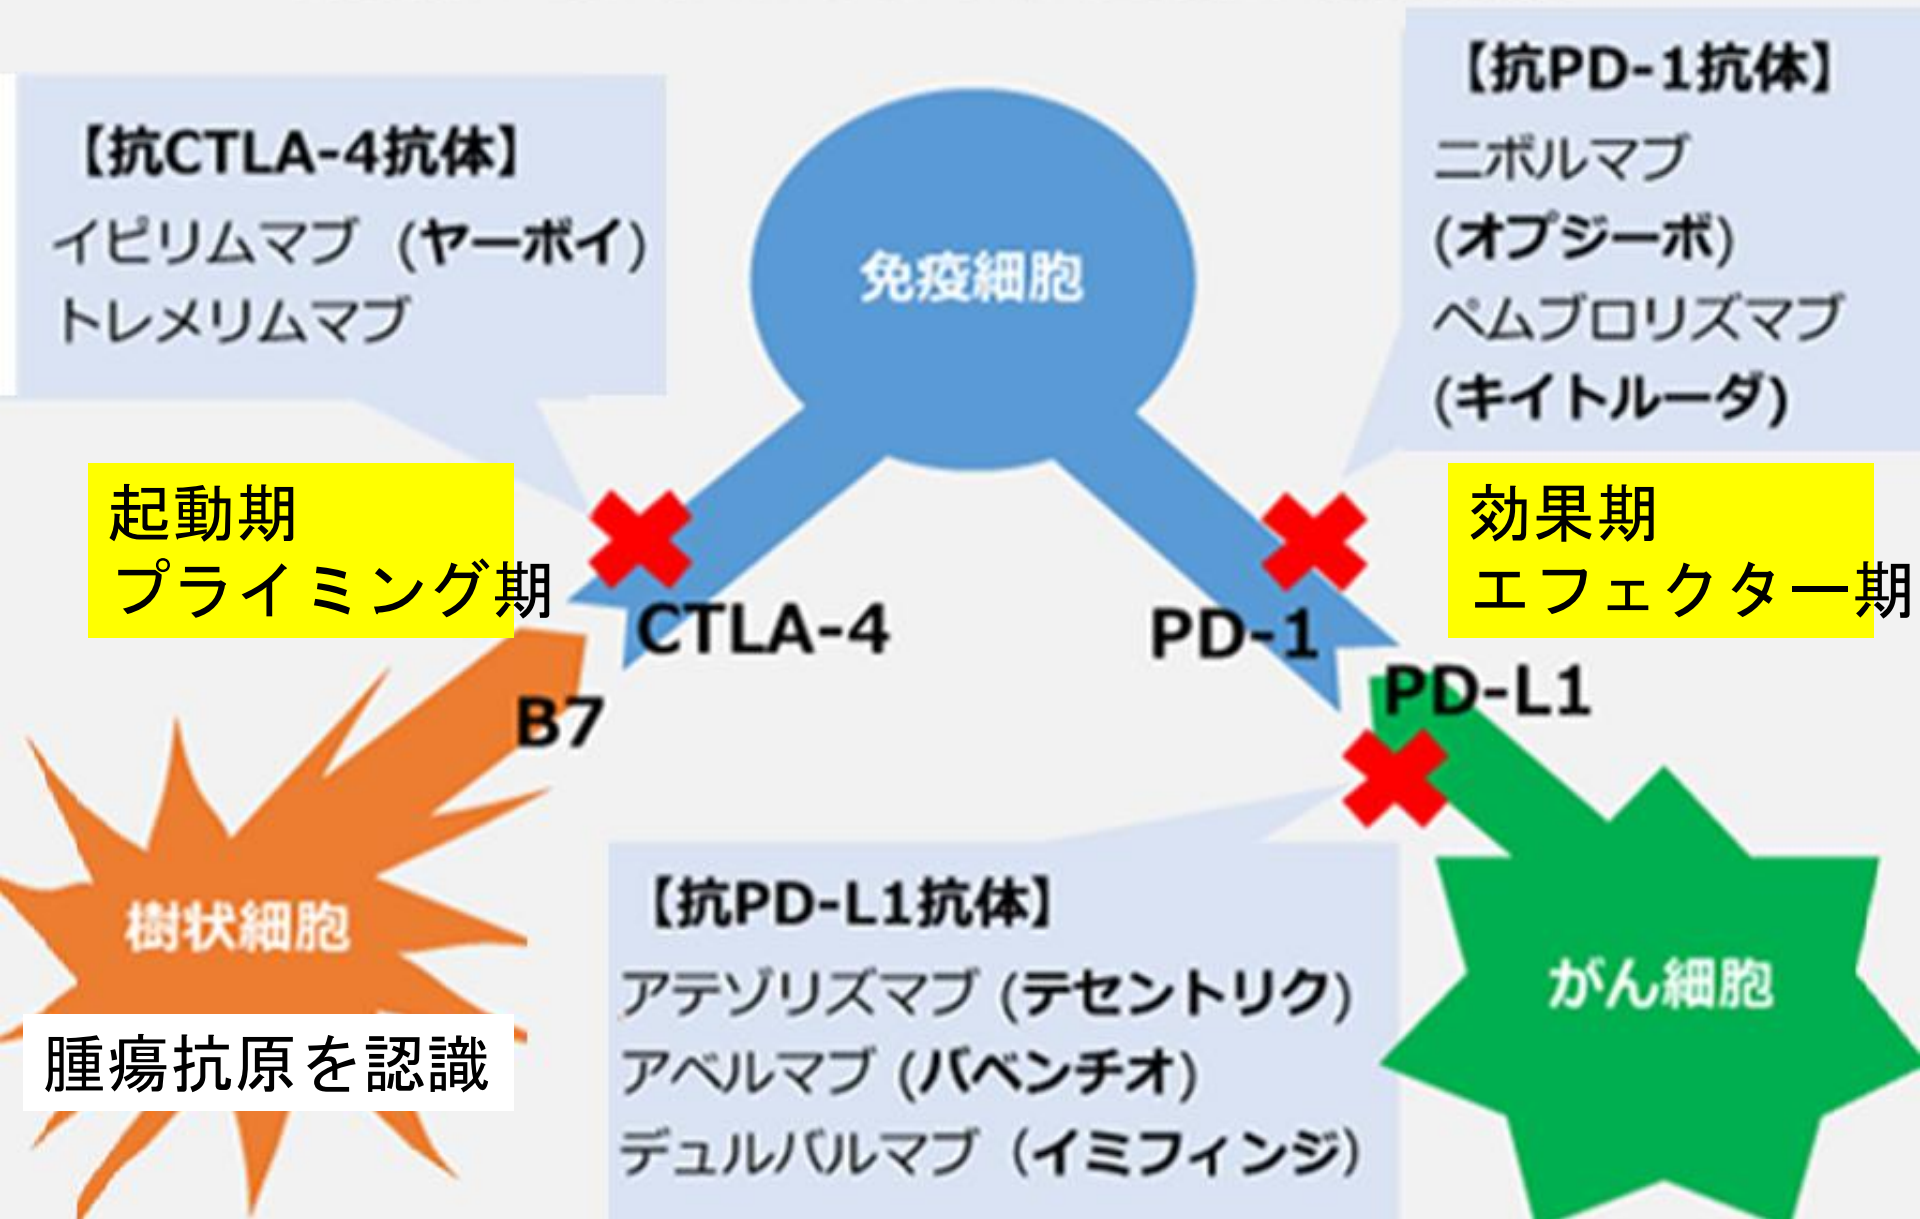 【抗CTLA-4抗体】
イピリムマブ (ヤーボイ)
トレメリムマブ
免疫細胞
【抗PD-1抗体】
ニボルマブ
(オプジーボ)
ペムブロリズマブ
(キイトルーダ)
起動期
プライミング期
効果期
エフェクター期
CTLA-4
PD-1
B7
PD-L1
樹状細胞
腫瘍抗原を認識
【抗PD-L1抗体】
アテゾリズマブ (テセントリク)
アベルマブ (バベンチオ)
デュルバルマブ（イミフィンジ）
がん細胞